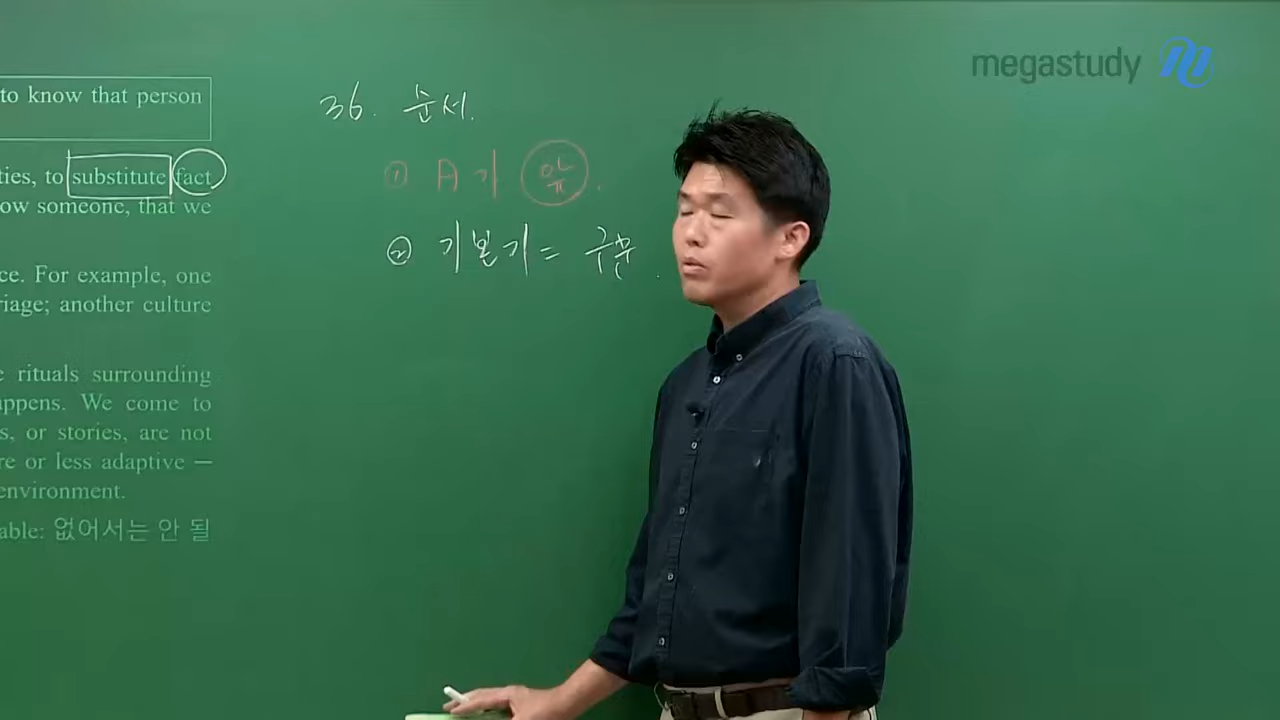 megastudy
to know that person
ties, to substitute fact
ow someone, that we
ce. For example, one
riage; another culture
e rituals surrounding
appens. We come to
s, or stories, are not
re or less adaptive —
environment.
able: 없어서는 안 될
36. 순서.
① A가 앞.
② 기본기 = 구문.